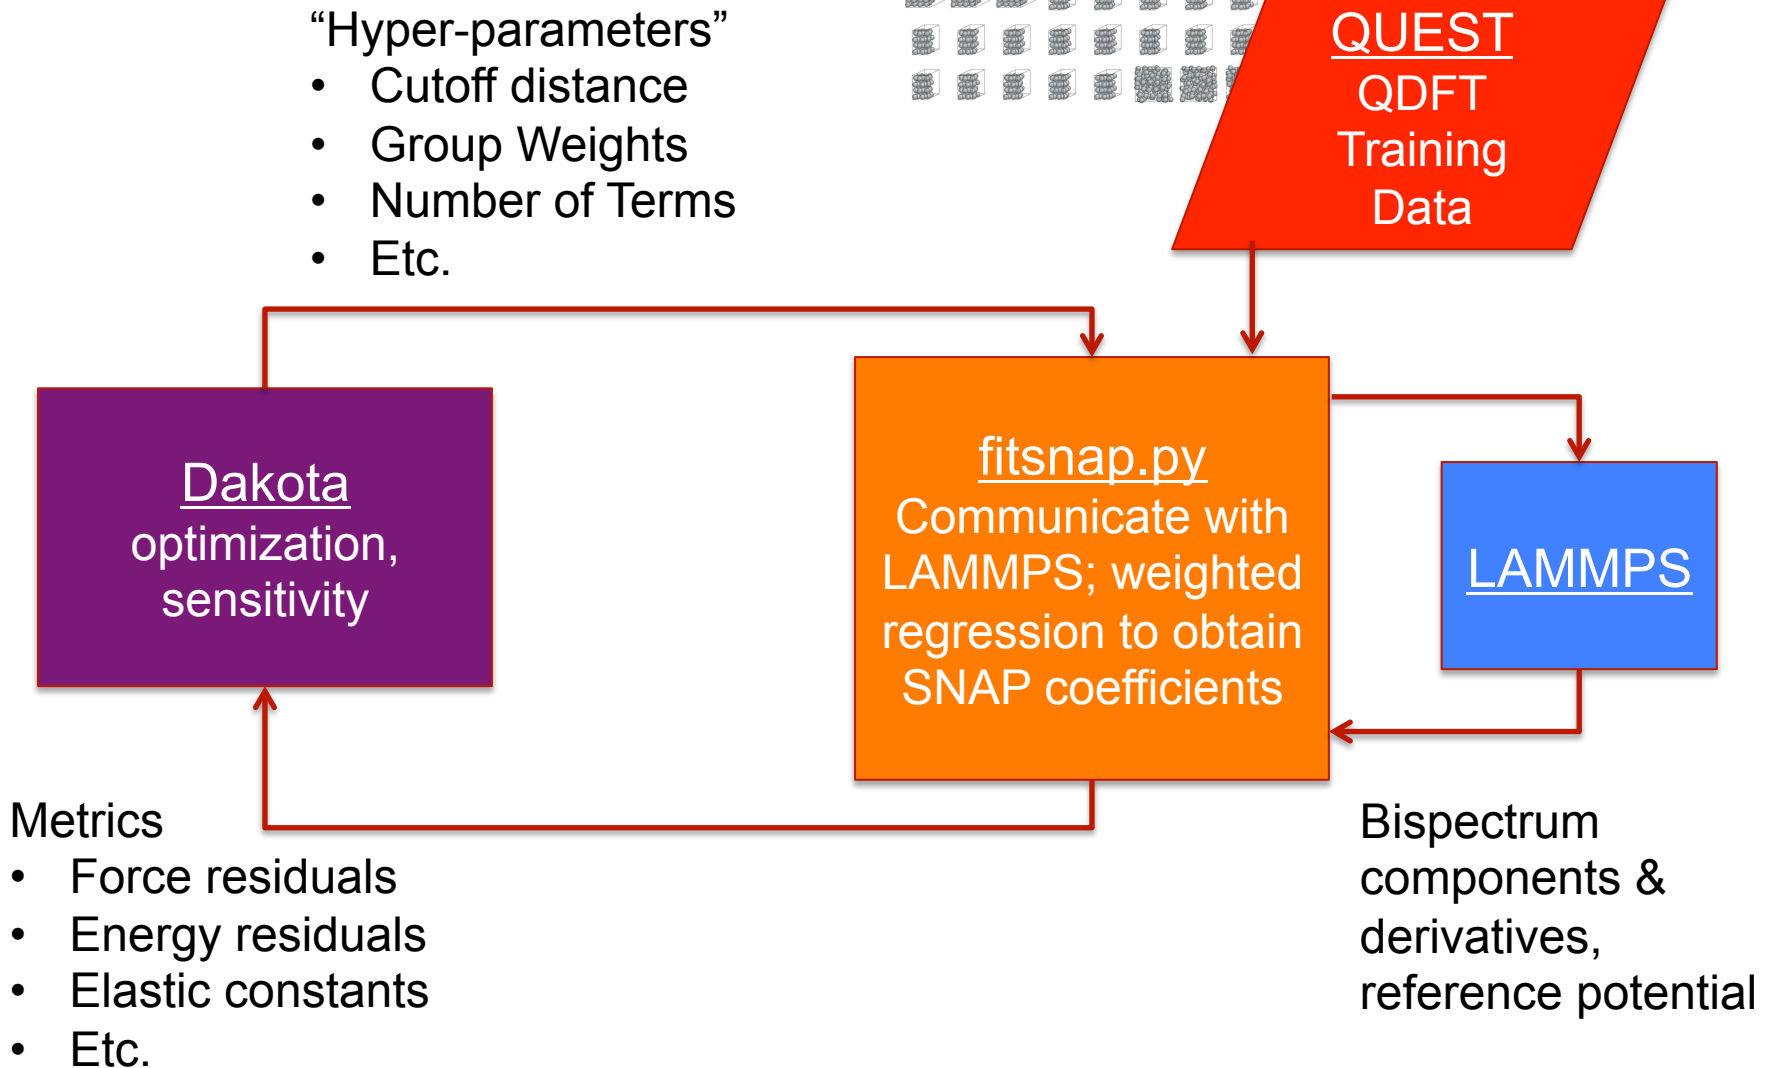 “Hyper-parameters”
• Cutoff distance
• Group Weights
• Number of Terms
• Etc.
QUEST
QDFT
Training
Data
Dakota
optimization,
sensitivity
fitsnap.py
Communicate with
LAMMPS; weighted
regression to obtain
SNAP coefficients
LAMMPS
Metrics
• Force residuals
• Energy residuals
• Elastic constants
• Etc.
Bispectrum
components &
derivatives,
reference potential